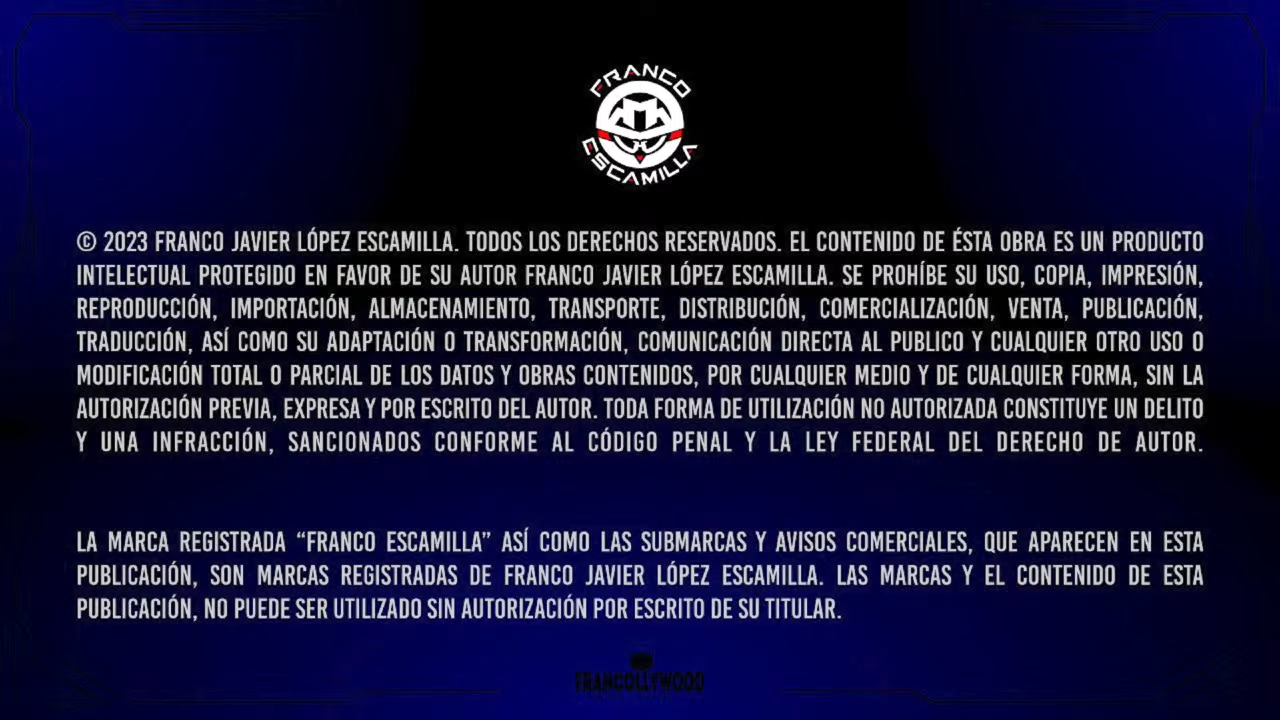 FRANCO
ESCAMILLA
© 2023 FRANCO JAVIER LÓPEZ ESCAMILLA. TODOS LOS DERECHOS RESERVADOS. EL CONTENIDO DE ÉSTA OBRA ES UN PRODUCTO
INTELECTUAL PROTEGIDO EN FAVOR DE SU AUTOR FRANCO JAVIER LÓPEZ ESCAMILLA. SE PROHÍBE SU USO, COPIA, IMPRESIÓN,
REPRODUCCIÓN, IMPORTACIÓN, ALMACENAMIENTO, TRANSPORTE, DISTRIBUCIÓN, COMERCIALIZACIÓN, VENTA, PUBLICACIÓN,
TRADUCCIÓN, ASÍ COMO SU ADAPTACIÓN O TRANSFORMACIÓN, COMUNICACIÓN DIRECTA AL PUBLICO Y CUALQUIER OTRO USO O
MODIFICACIÓN TOTAL O PARCIAL DE LOS DATOS Y OBRAS CONTENIDOS, POR CUALQUIER MEDIO Y DE CUALQUIER FORMA, SIN LA
AUTORIZACIÓN PREVIA, EXPRESA Y POR ESCRITO DEL AUTOR. TODA FORMA DE UTILIZACIÓN NO AUTORIZADA CONSTITUYE UN DELITO
Y UNA INFRACCIÓN, SANCIONADOS CONFORME AL CÓDIGO PENAL Y LA LEY FEDERAL DEL DERECHO DE AUTOR.
LA MARCA REGISTRADA “FRANCO ESCAMILLA” ASÍ COMO LAS SUBMARCAS Y AVISOS COMERCIALES, QUE APARECEN EN ESTA
PUBLICACIÓN, SON MARCAS REGISTRADAS DE FRANCO JAVIER LÓPEZ ESCAMILLA. LAS MARCAS Y EL CONTENIDO DE ESTA
PUBLICACIÓN, NO PUEDE SER UTILIZADO SIN AUTORIZACIÓN POR ESCRITO DE SU TITULAR.
FRANCOLLYWOOD